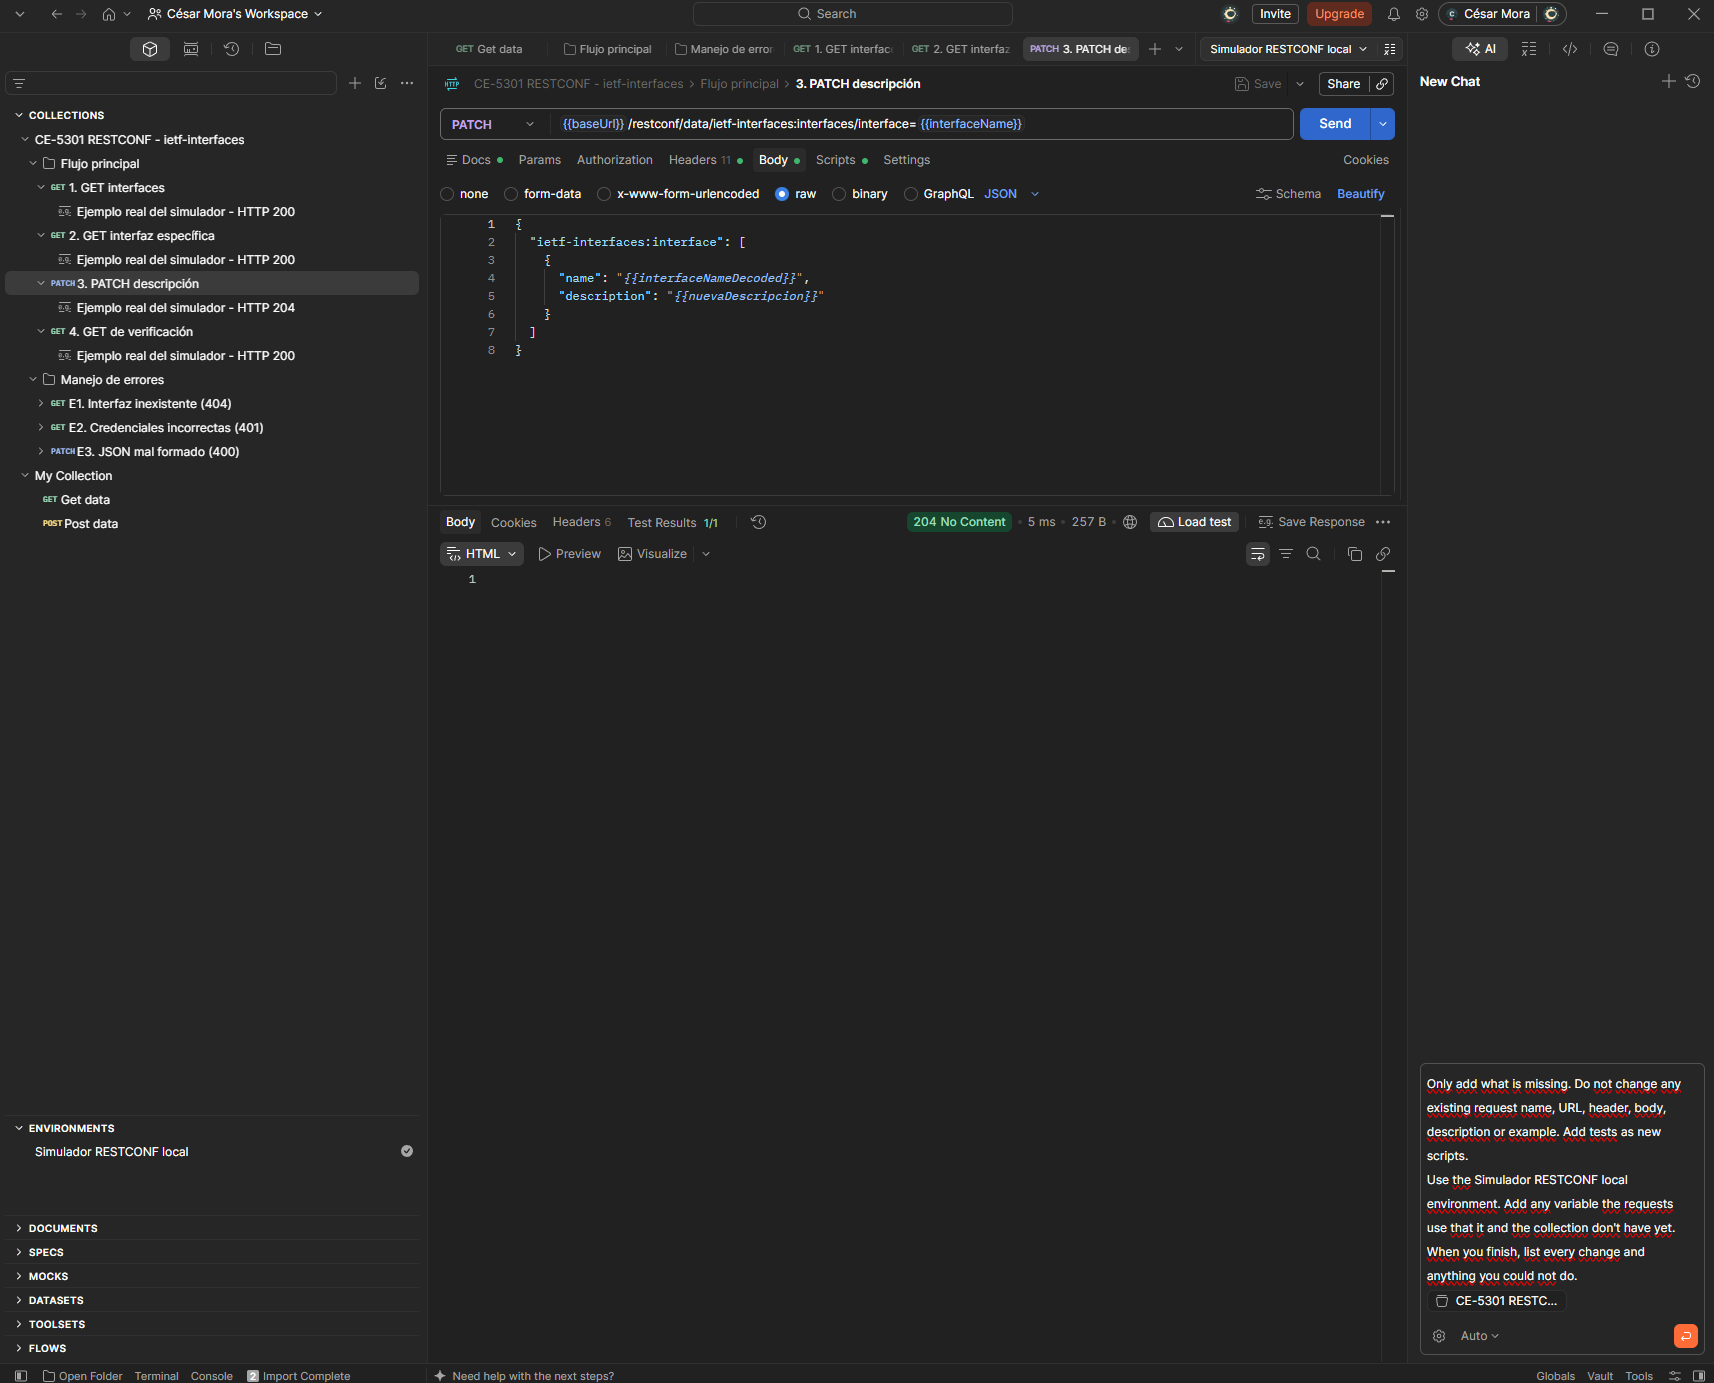 César Mora's Workspace
Search
Invite
Upgrade
César Mora
GET Get data
Flujo principal
Manejo de error
GET 1. GET interfac
GET 2. GET interfaz
PATCH 3. PATCH de
Simulador RESTCONF local
AI
COLLECTIONS
CE-5301 RESTCONF - ietf-interfaces
Flujo principal
GET 1. GET interfaces
e.g. Ejemplo real del simulador - HTTP 200
GET 2. GET interfaz específica
e.g. Ejemplo real del simulador - HTTP 200
PATCH 3. PATCH descripción
e.g. Ejemplo real del simulador - HTTP 204
GET 4. GET de verificación
e.g. Ejemplo real del simulador - HTTP 200
Manejo de errores
GET E1. Interfaz inexistente (404)
GET E2. Credenciales incorrectas (401)
PATCH E3. JSON mal formado (400)
My Collection
GET Get data
POST Post data
ENVIRONMENTS
Simulador RESTCONF local
DOCUMENTS
SPECS
MOCKS
DATASETS
TOOLSETS
FLOWS
HTTP CE-5301 RESTCONF - ietf-interfaces > Flujo principal > 3. PATCH descripción
Save
Share
PATCH {{baseUrl}} /restconf/data/ietf-interfaces:interfaces/interface= {{interfaceName}}
Send
Docs Params Authorization Headers 11 Body Scripts Settings Cookies
none form-data x-www-form-urlencoded raw binary GraphQL JSON Schema Beautify
1 {
2 "ietf-interfaces:interface": [
3 {
4 "name": "{{interfaceNameDecoded}}",
5 "description": "{{nuevaDescripcion}}"
6 }
7 ]
8 }
Body Cookies Headers 6 Test Results 1/1
204 No Content • 5 ms • 257 B
Load test
e.g. Save Response
HTML Preview Visualize
1
New Chat
Only add what is missing. Do not change any
existing request name, URL, header, body,
description or example. Add tests as new
scripts.
Use the Simulador RESTCONF local
environment. Add any variable the requests
use that it and the collection don't have yet.
When you finish, list every change and
anything you could not do.
CE-5301 RESTC...
Auto
Open Folder Terminal Console 2 Import Complete
Need help with the next steps?
Globals Vault Tools